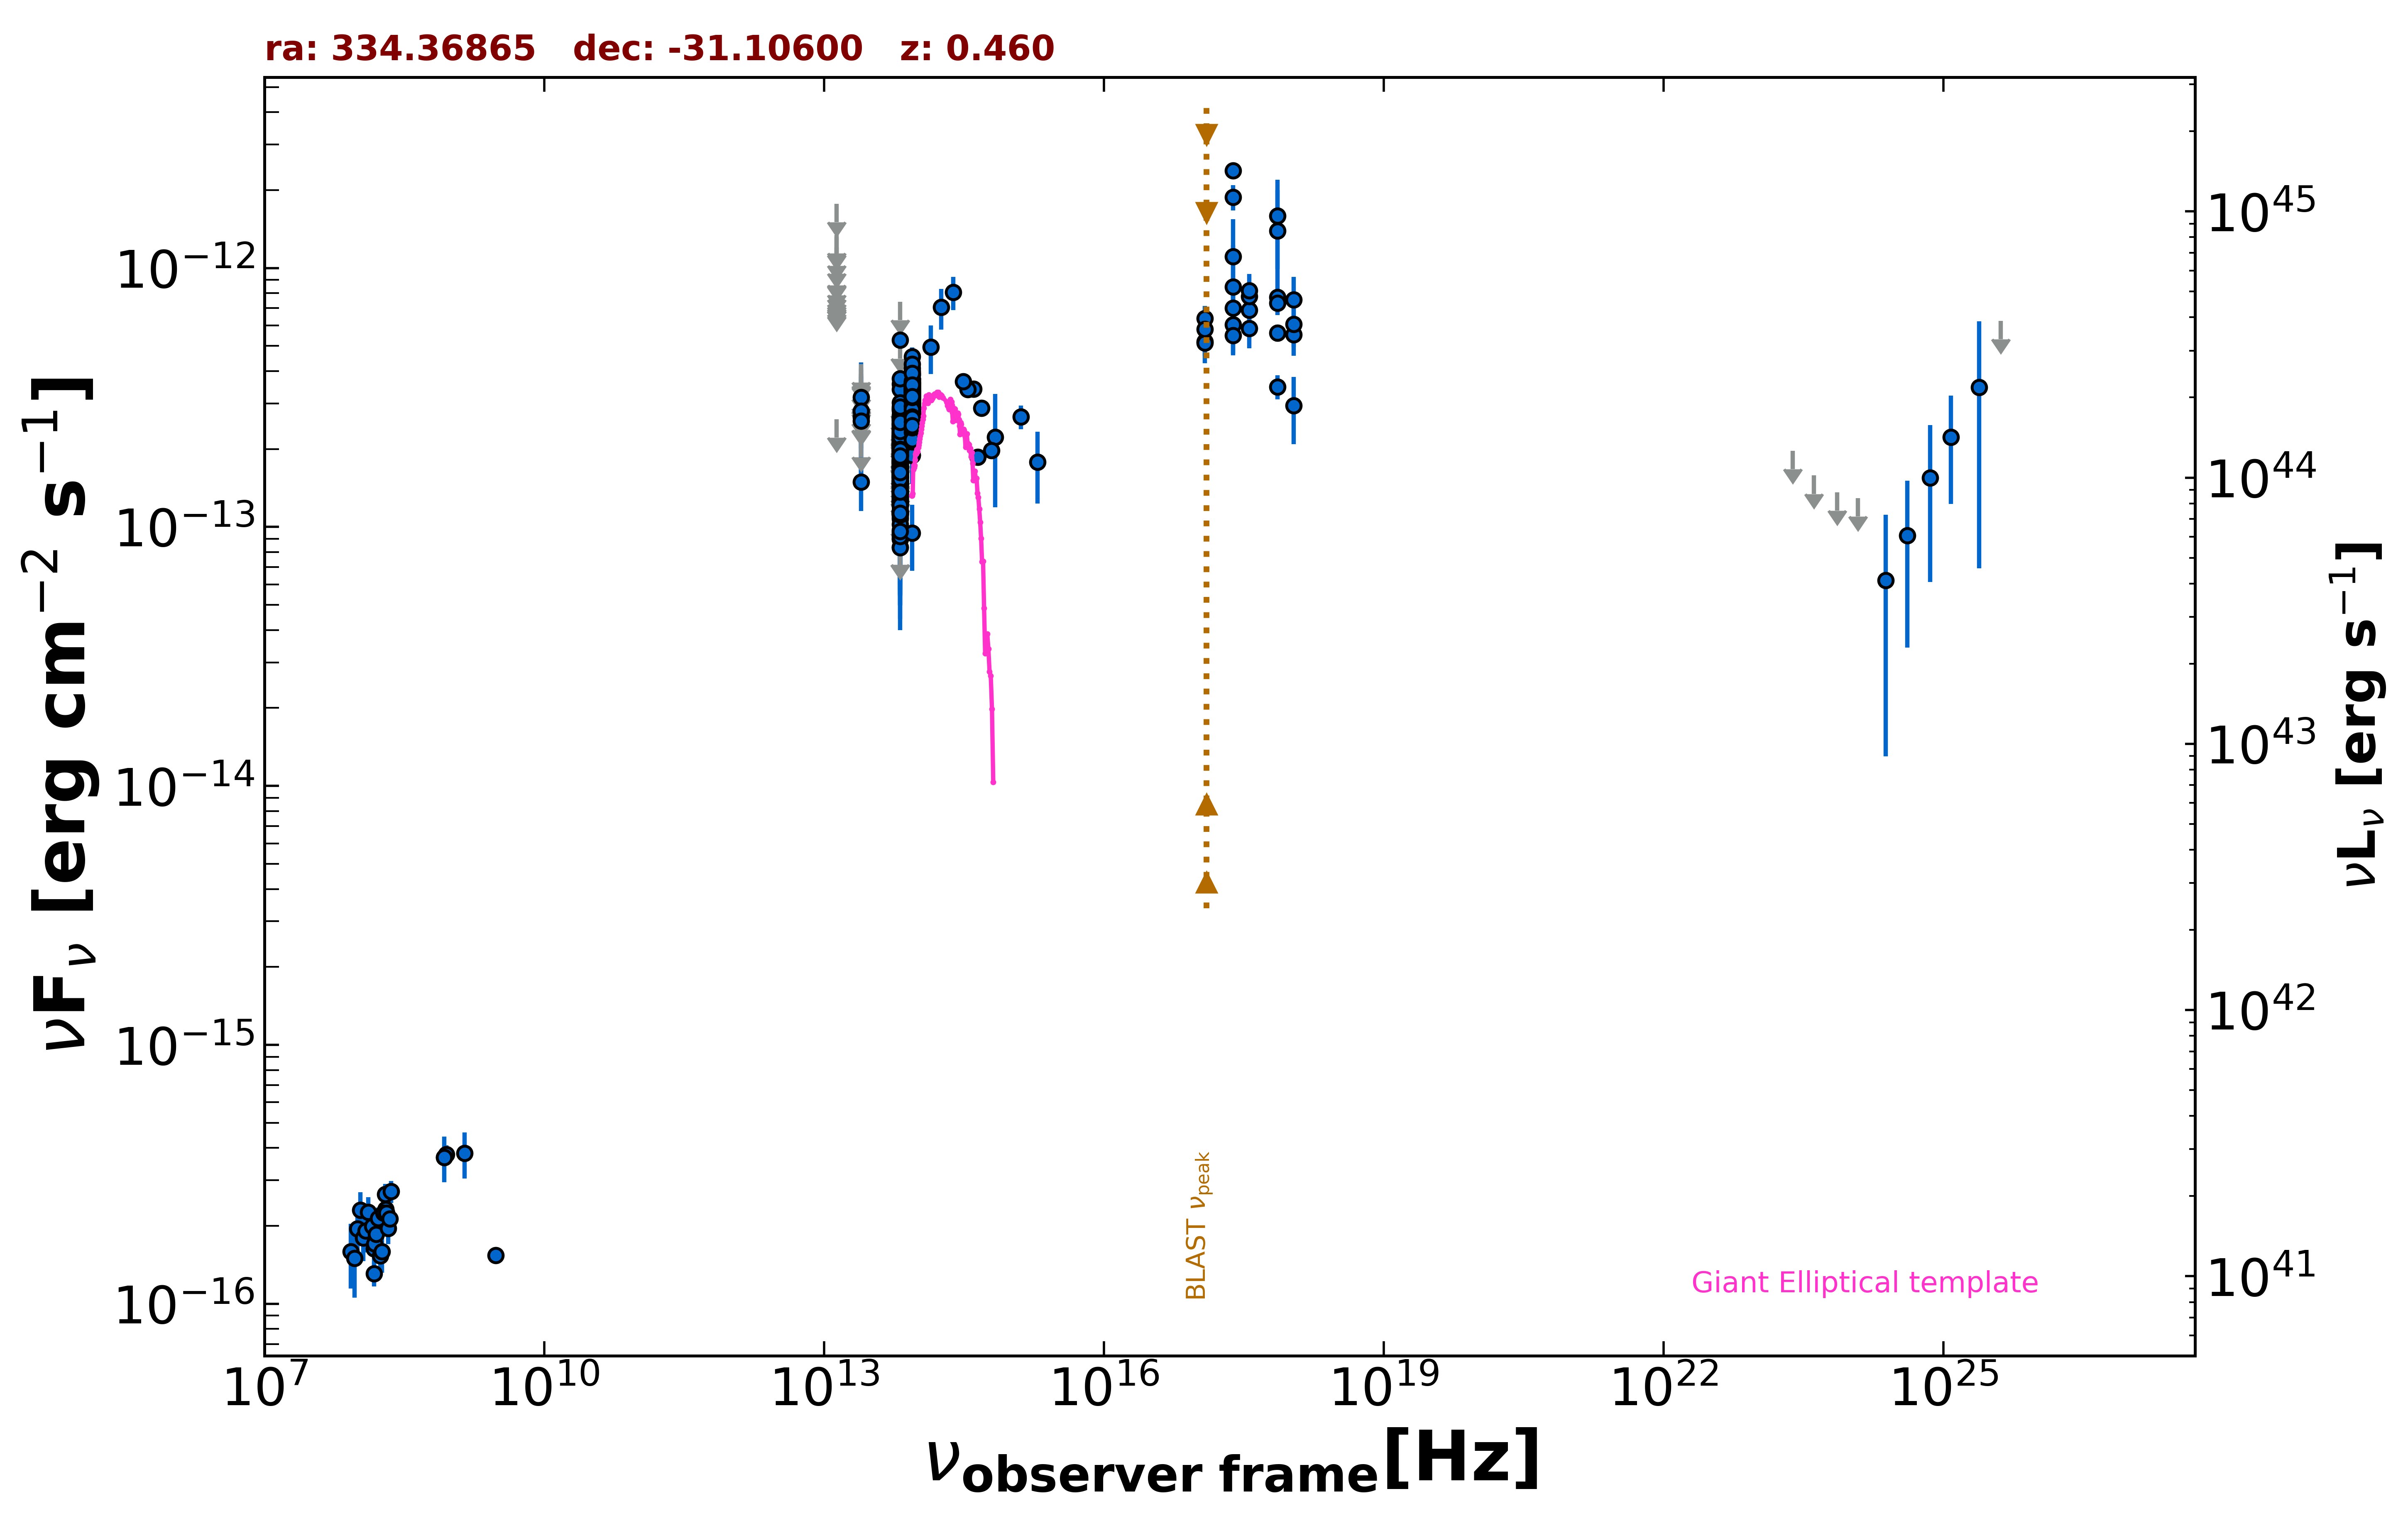 ra: 334.36865 dec: -31.10600 z: 0.460
νFν [erg cm⁻² s⁻¹]
10⁻¹²
10⁻¹³
10⁻¹⁴
10⁻¹⁵
10⁻¹⁶
νLν [erg s⁻¹]
10⁴⁵
10⁴⁴
10⁴³
10⁴²
10⁴¹
BLAST νpeak
Giant Elliptical template
10⁷ 10¹⁰ 10¹³ 10¹⁶ 10¹⁹ 10²² 10²⁵
νobserver frame[Hz]